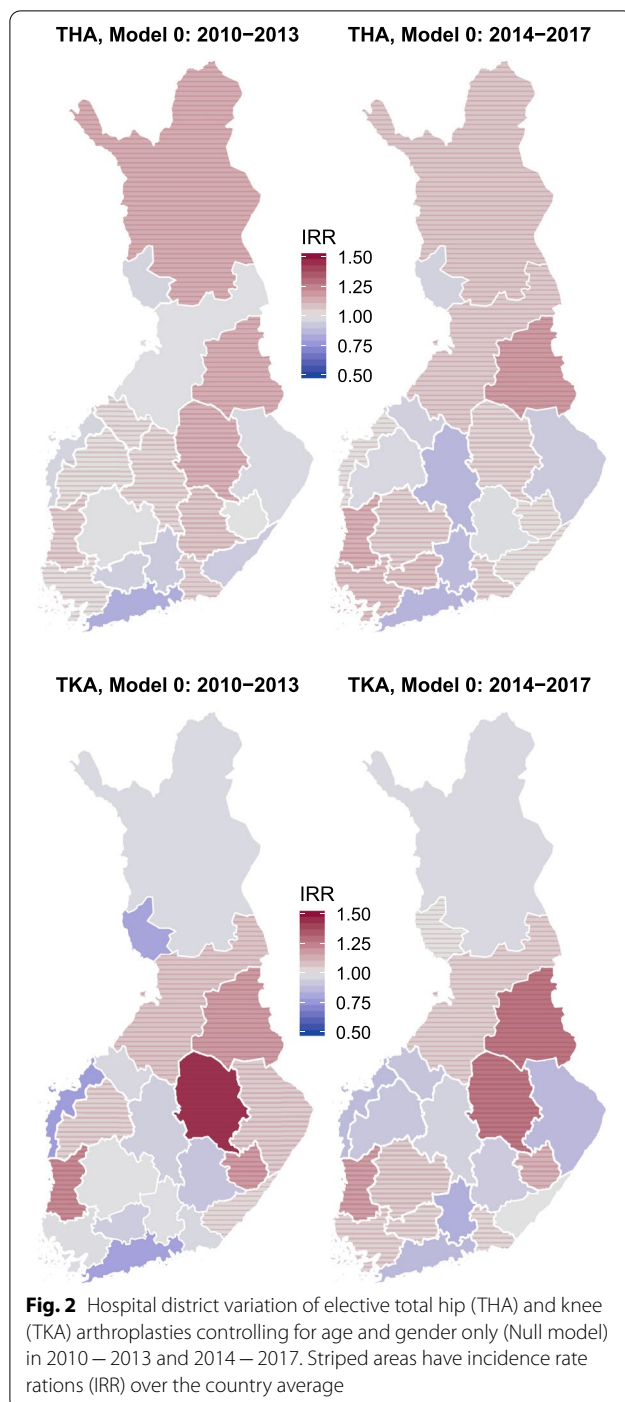 THA, Model 0: 2010−2013
THA, Model 0: 2014−2017
IRR
1.50
1.25
1.00
0.75
0.50
TKA, Model 0: 2010−2013
TKA, Model 0: 2014−2017
IRR
1.50
1.25
1.00
0.75
0.50
Fig. 2 Hospital district variation of elective total hip (THA) and knee
(TKA) arthroplasties controlling for age and gender only (Null model)
in 2010 − 2013 and 2014 − 2017. Striped areas have incidence rate
rations (IRR) over the country average